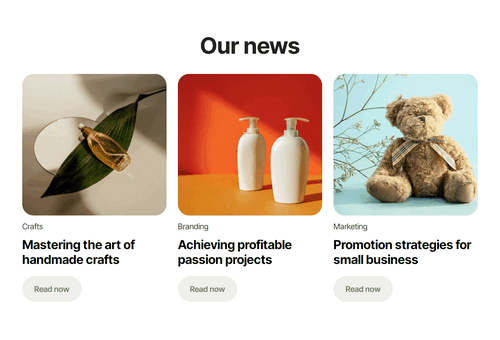 Our news
Crafts
Mastering the art of
handmade crafts
Read now
Branding
Achieving profitable
passion projects
Read now
Marketing
Promotion strategies for
small business
Read now